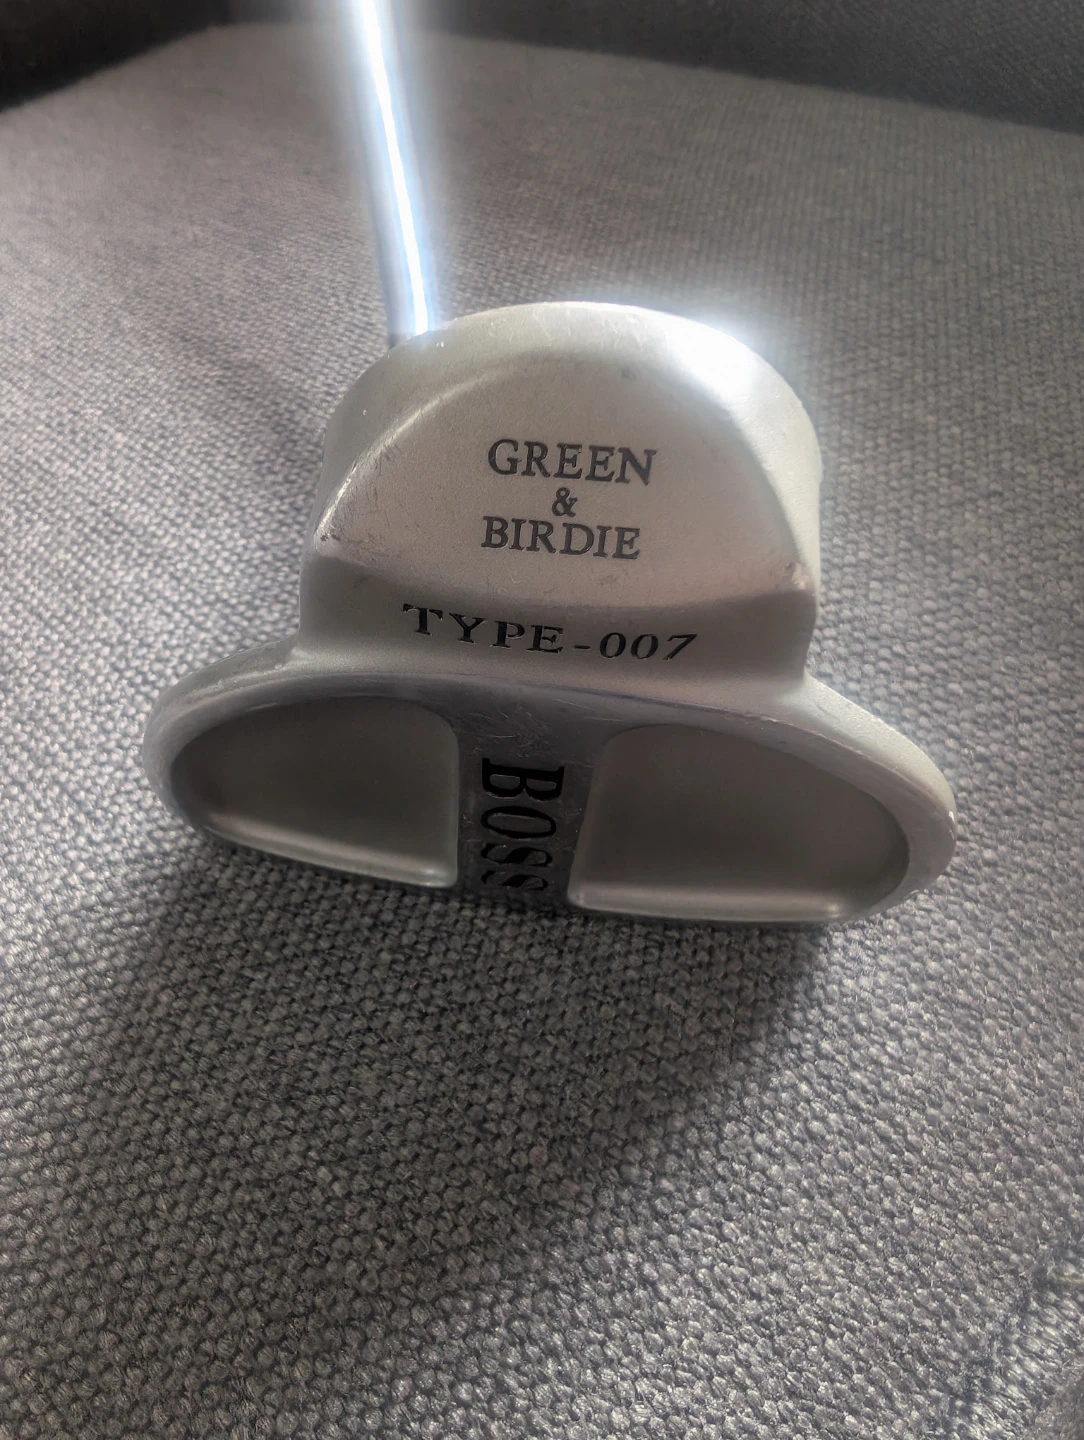 GREEN
&
BIRDIE
TYPE-007
BOSS